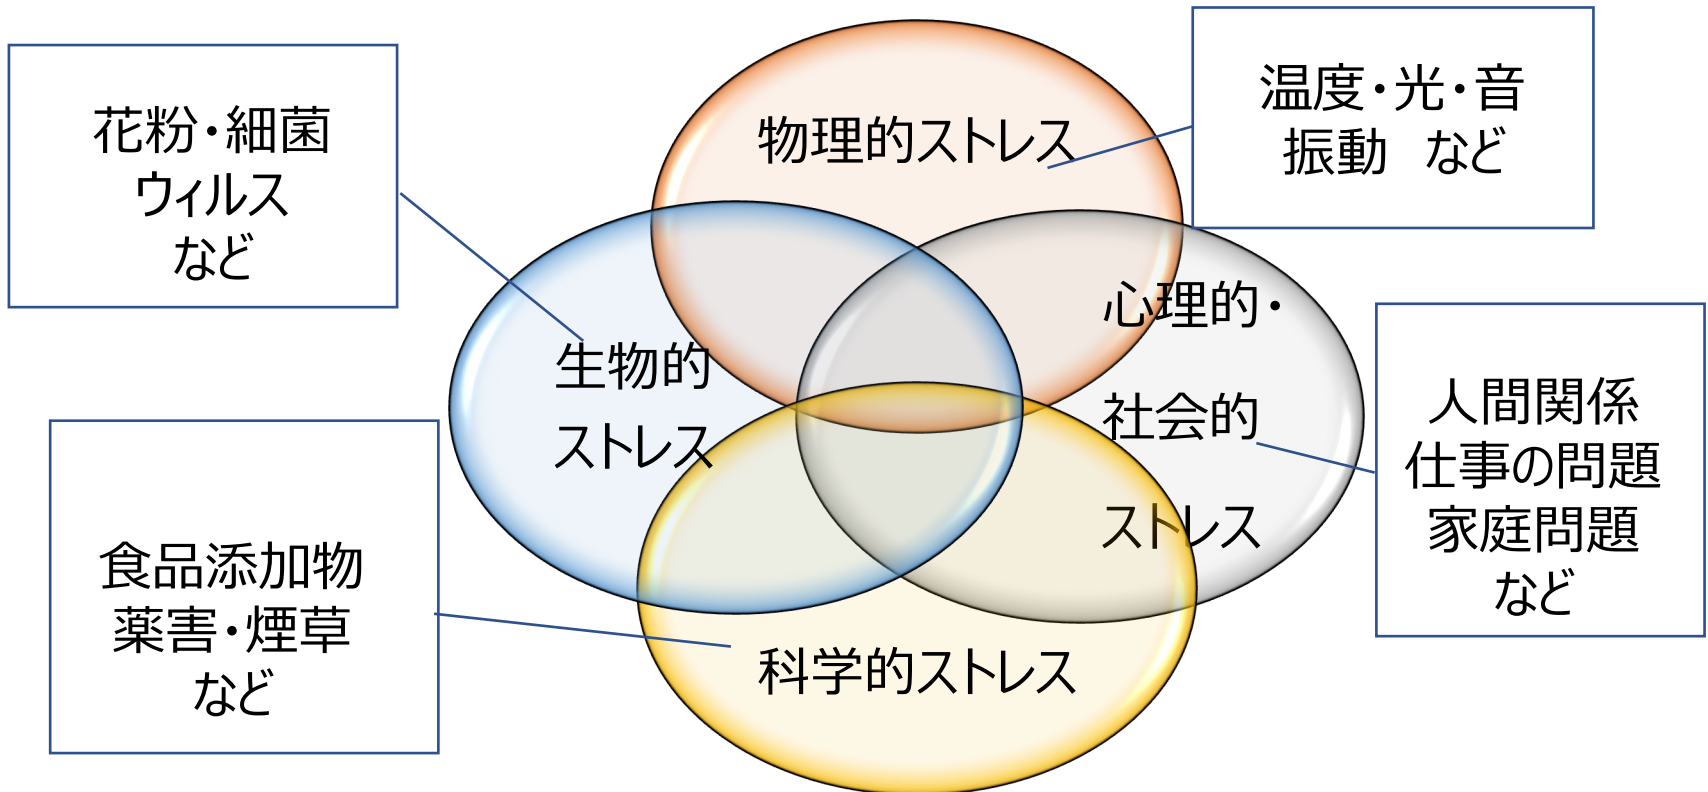 花粉・細菌
ウィルス
など
物理的ストレス
温度・光・音
振動　など
生物的
ストレス
心理的・
社会的
ストレス
人間関係
仕事の問題
家庭問題
など
食品添加物
薬害・煙草
など
科学的ストレス